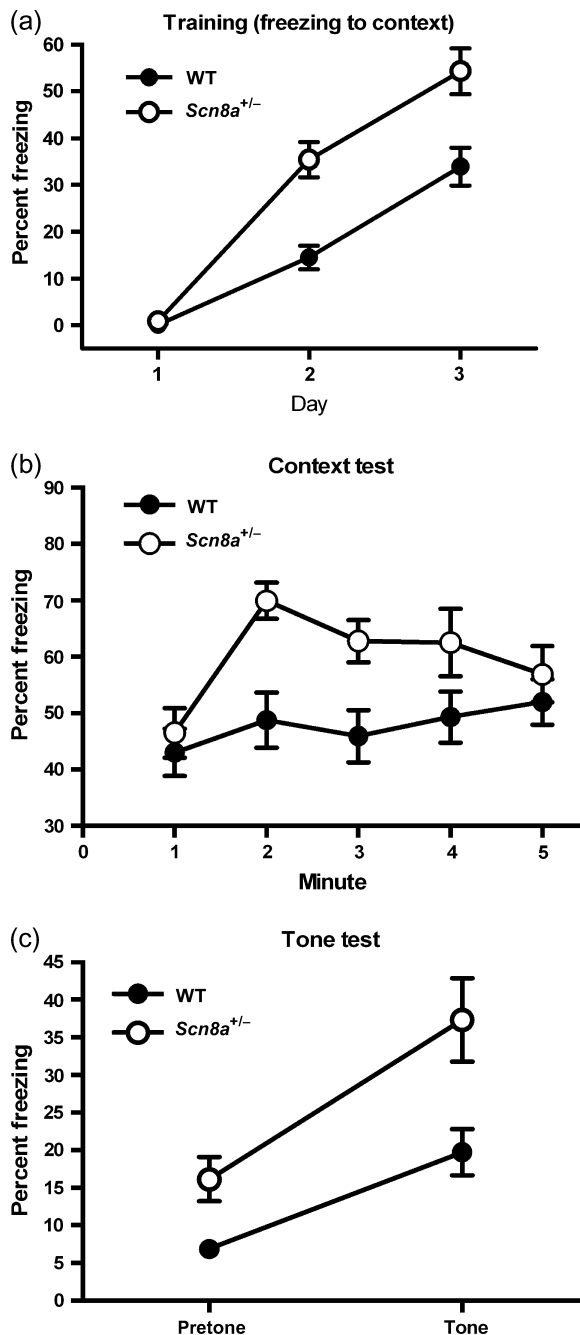 (a)
Training (freezing to context)
60
50
40
30
20
10
0
Percent freezing
WT
Scn8a+/–
1 2 3
Day
(b)
Context test
90
80
70
60
50
40
30
Percent freezing
WT
Scn8a+/–
0 1 2 3 4 5
Minute
(c)
Tone test
45
40
35
30
25
20
15
10
5
0
Percent freezing
WT
Scn8a+/–
Pretone Tone